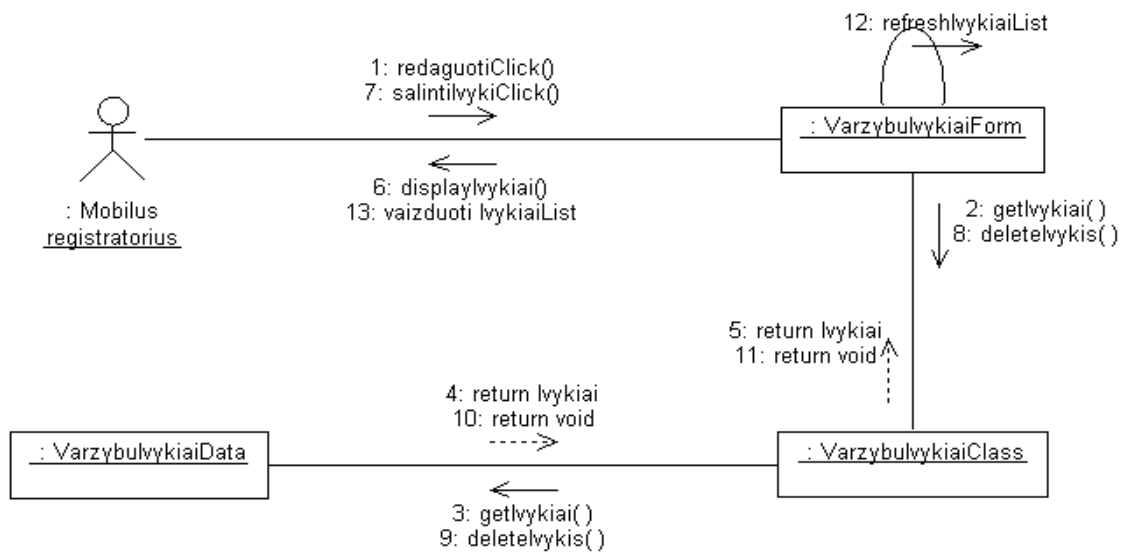 12: refreshIvykiaiList
1: redaguotiClick()
7: salintiIvykiClick()
: VarzybuIvykiaiForm
6: displayIvykiai()
13: vaizduoti IvykiaiList
: Mobilus
registratorius
2: getIvykiai( )
8: deleteIvykis( )
5: return Ivykiai
11: return void
4: return Ivykiai
10: return void
: VarzybuIvykiaiData
: VarzybuIvykiaiClass
3: getIvykiai( )
9: deleteIvykis( )